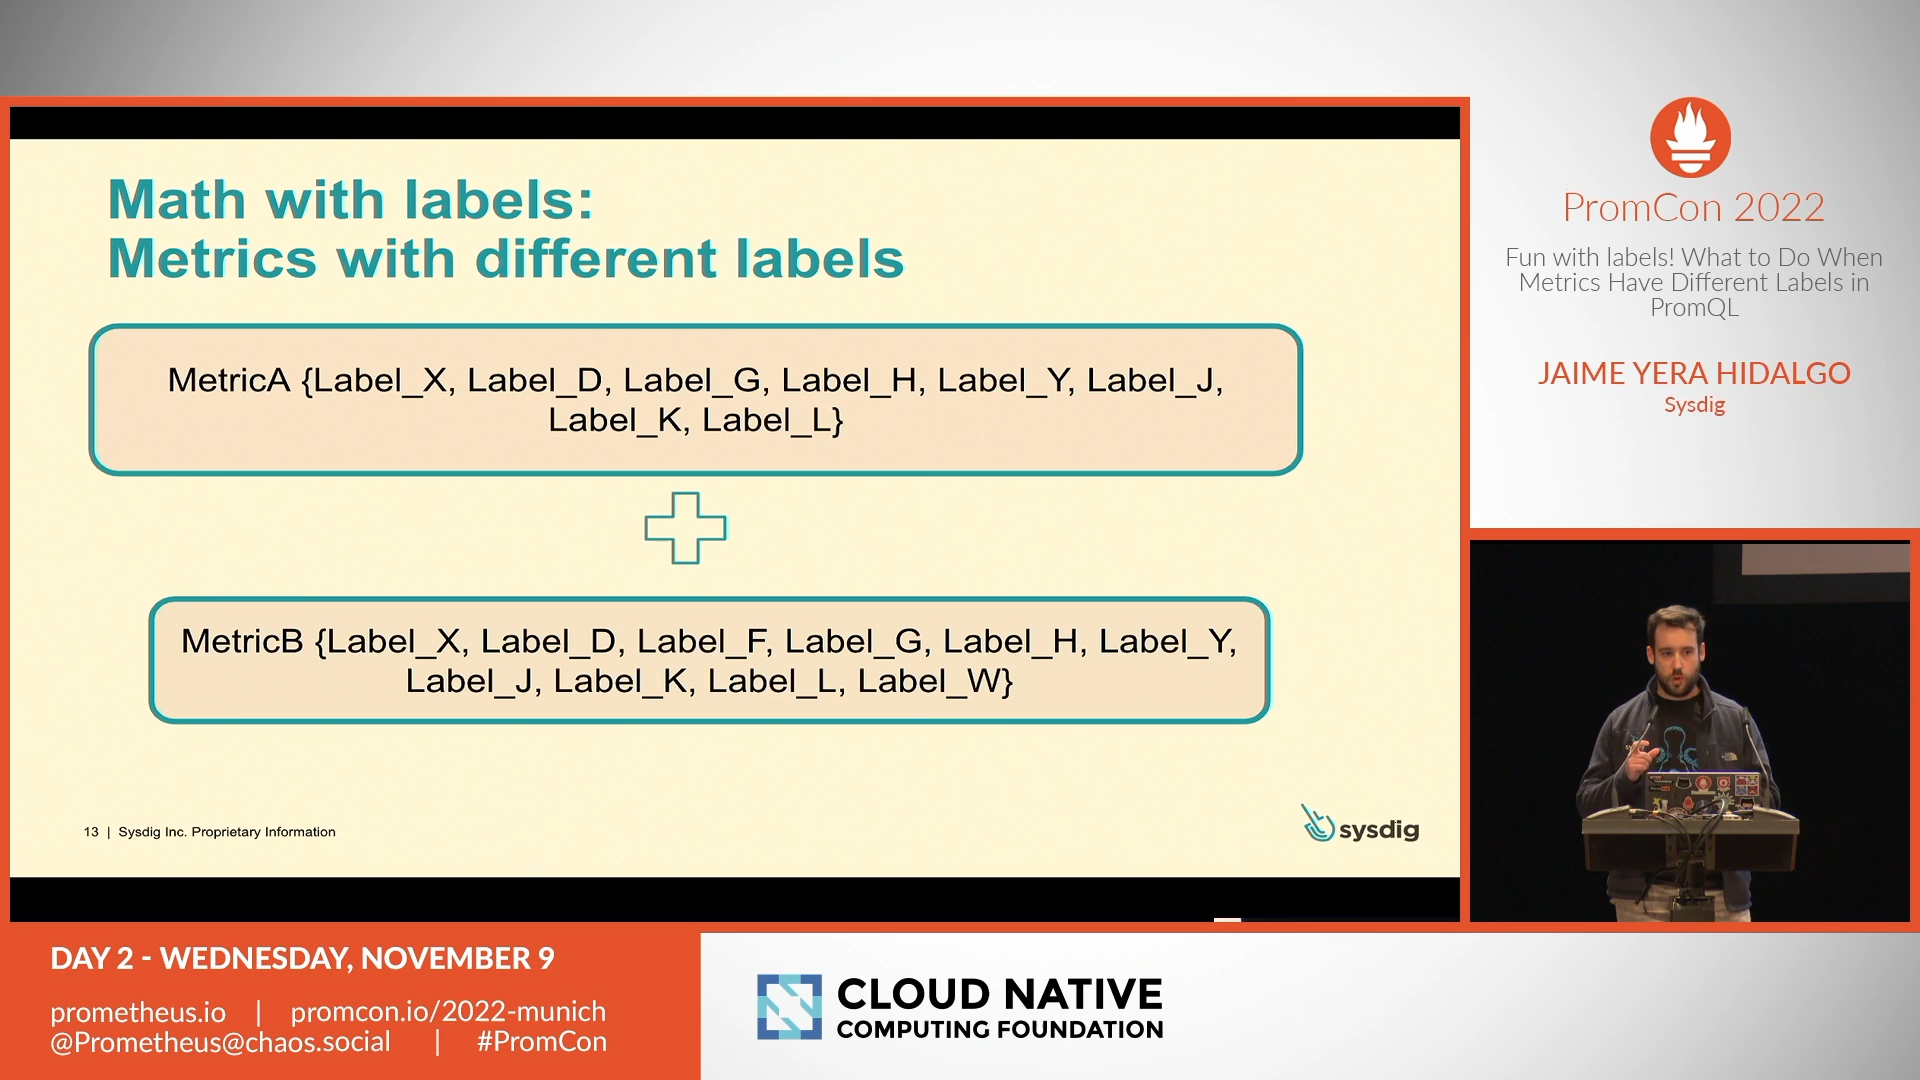 Math with labels:
Metrics with different labels
MetricA {Label_X, Label_D, Label_G, Label_H, Label_Y, Label_J,
Label_K, Label_L}
MetricB {Label_X, Label_D, Label_F, Label_G, Label_H, Label_Y,
Label_J, Label_K, Label_L, Label_W}
13 | Sysdig Inc. Proprietary Information
sysdig
PromCon 2022
Fun with labels! What to Do When
Metrics Have Different Labels in
PromQL
JAIME YERA HIDALGO
Sysdig
DAY 2 - WEDNESDAY, NOVEMBER 9
prometheus.io | promcon.io/2022-munich
@Prometheus@chaos.social | #PromCon
CLOUD NATIVE
COMPUTING FOUNDATION